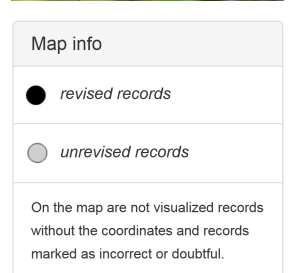 Map info
revised records
unrevised records
On the map are not visualized records
without the coordinates and records
marked as incorrect or doubtful.